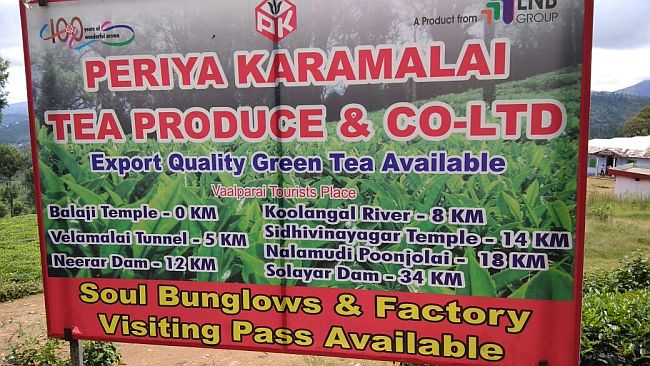 100 years of
wonderful aroma
PK
A Product from LNB
GROUP
PERIYA KARAMALAI
TEA PRODUCE & CO-LTD
Export Quality Green Tea Available
Vaalparai Tourists Place
Balaji Temple - 0 KM
Velamalai Tunnel - 5 KM
Neerar Dam - 12 KM
Koolangal River - 8 KM
Sidhivinayagar Temple - 14 KM
Nalamudi Poonjolai - 18 KM
Solayar Dam - 34 KM
Soul Bunglows & Factory
Visiting Pass Available